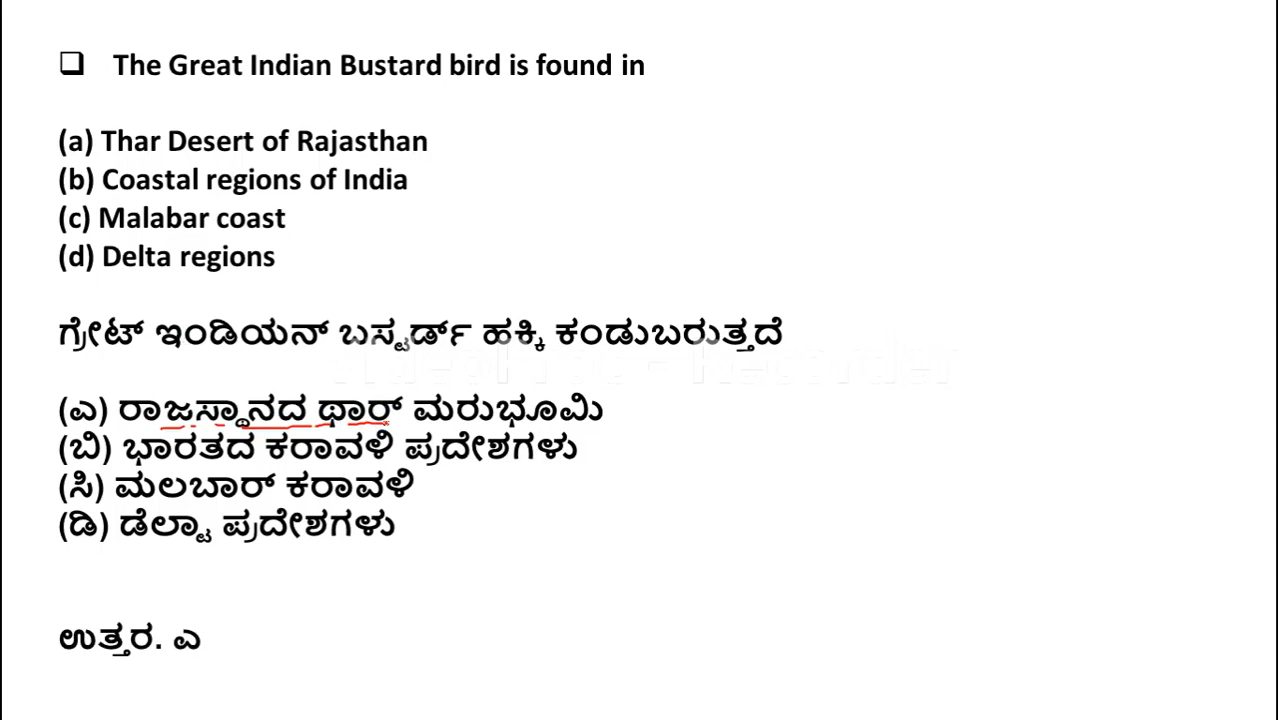 ❑ The Great Indian Bustard bird is found in
(a) Thar Desert of Rajasthan
(b) Coastal regions of India
(c) Malabar coast
(d) Delta regions
ಗ್ರೇಟ್ ಇಂಡಿಯನ್ ಬಸ್ಟರ್ಡ್ ಹಕ್ಕಿ ಕಂಡುಬರುತ್ತದೆ
(ಎ) ರಾಜಸ್ಥಾನದ ಥಾರ್ ಮರುಭೂಮಿ
(ಬಿ) ಭಾರತದ ಕರಾವಳಿ ಪ್ರದೇಶಗಳು
(ಸಿ) ಮಲಬಾರ್ ಕರಾವಳಿ
(ಡಿ) ಡೆಲ್ಟಾ ಪ್ರದೇಶಗಳು
ಉತ್ತರ. ಎ